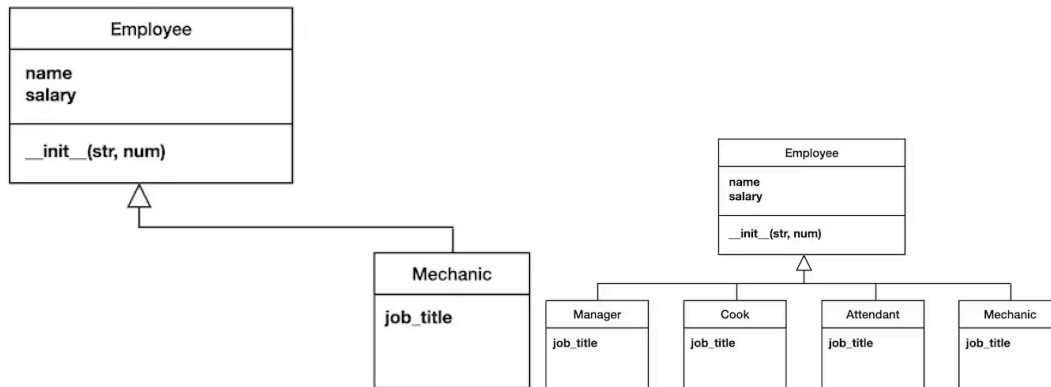 Employee
name
salary
__init__(str, num)
Mechanic
job_title
Employee
name
salary
__init__(str, num)
Manager
job_title
Cook
job_title
Attendant
job_title
Mechanic
job_title